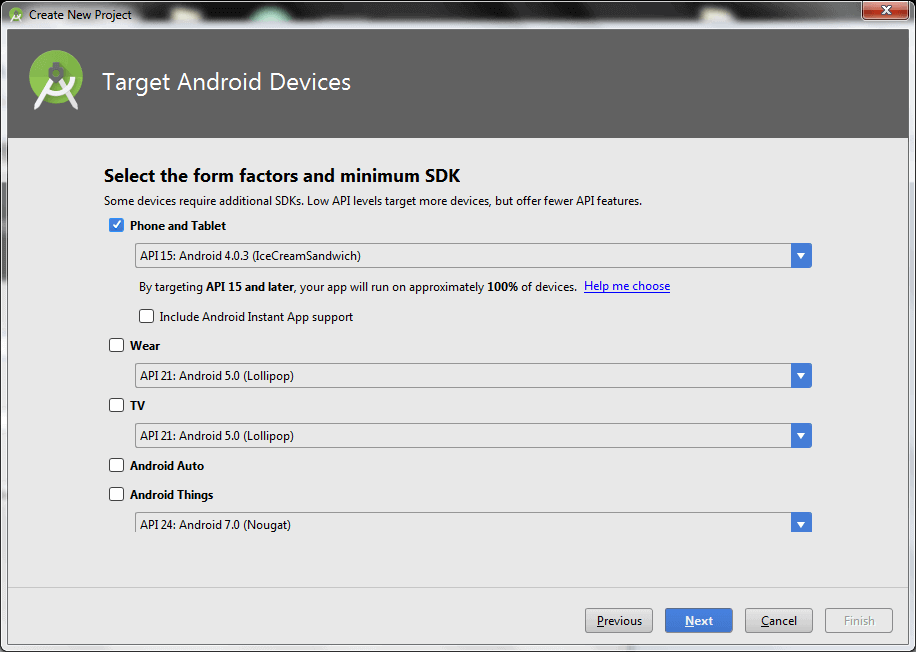 Create New Project
Target Android Devices
Select the form factors and minimum SDK
Some devices require additional SDKs. Low API levels target more devices, but offer fewer API features.
Phone and Tablet
API 15: Android 4.0.3 (IceCreamSandwich)
By targeting API 15 and later, your app will run on approximately 100% of devices. Help me choose
Include Android Instant App support
Wear
API 21: Android 5.0 (Lollipop)
TV
API 21: Android 5.0 (Lollipop)
Android Auto
Android Things
API 24: Android 7.0 (Nougat)
Previous Next Cancel Finish